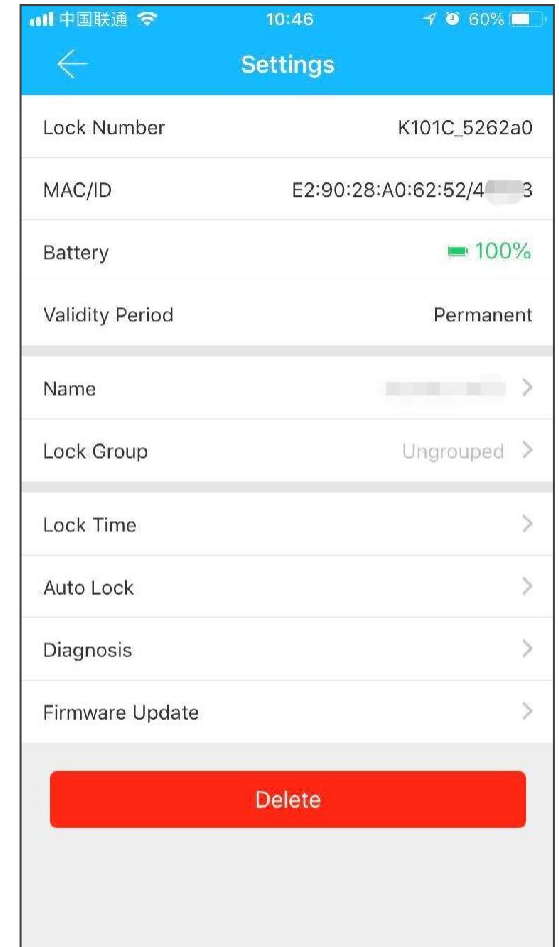 中国联通 10:46 60%
Settings
Lock Number K101C_5262a0
MAC/ID E2:90:28:A0:62:52/4 3
Battery 100%
Validity Period Permanent
Name
Lock Group Ungrouped
Lock Time
Auto Lock
Diagnosis
Firmware Update
Delete